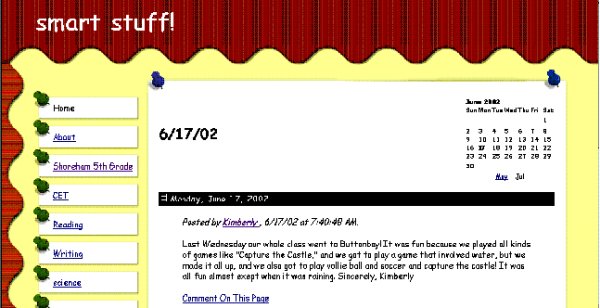 smart stuff!
Home
About
Shoreham 5th Grade
CET
Reading
Writing
science
6/17/02
June 2002
Sun Mon Tue Wed Thu Fri Sat
1
2 3 4 5 6 7 8
9 10 11 12 13 14 15
16 17 18 19 20 21 22
23 24 25 26 27 28 29
30
May Jul
Monday, June 17, 2002
Posted by Kimberly, 6/17/02 at 7:40:48 AM.
Last Wednesday our whole class went to Buttonbay! It was fun because we played all kinds
of games like "Capture the Castle," and we got to play a game that involved water, but we
made it all up, and we also got to play vollie ball and soccer and capture the castle! It was
all fun almost exept when it was raining. Sincerely, Kimberly
Comment On This Page